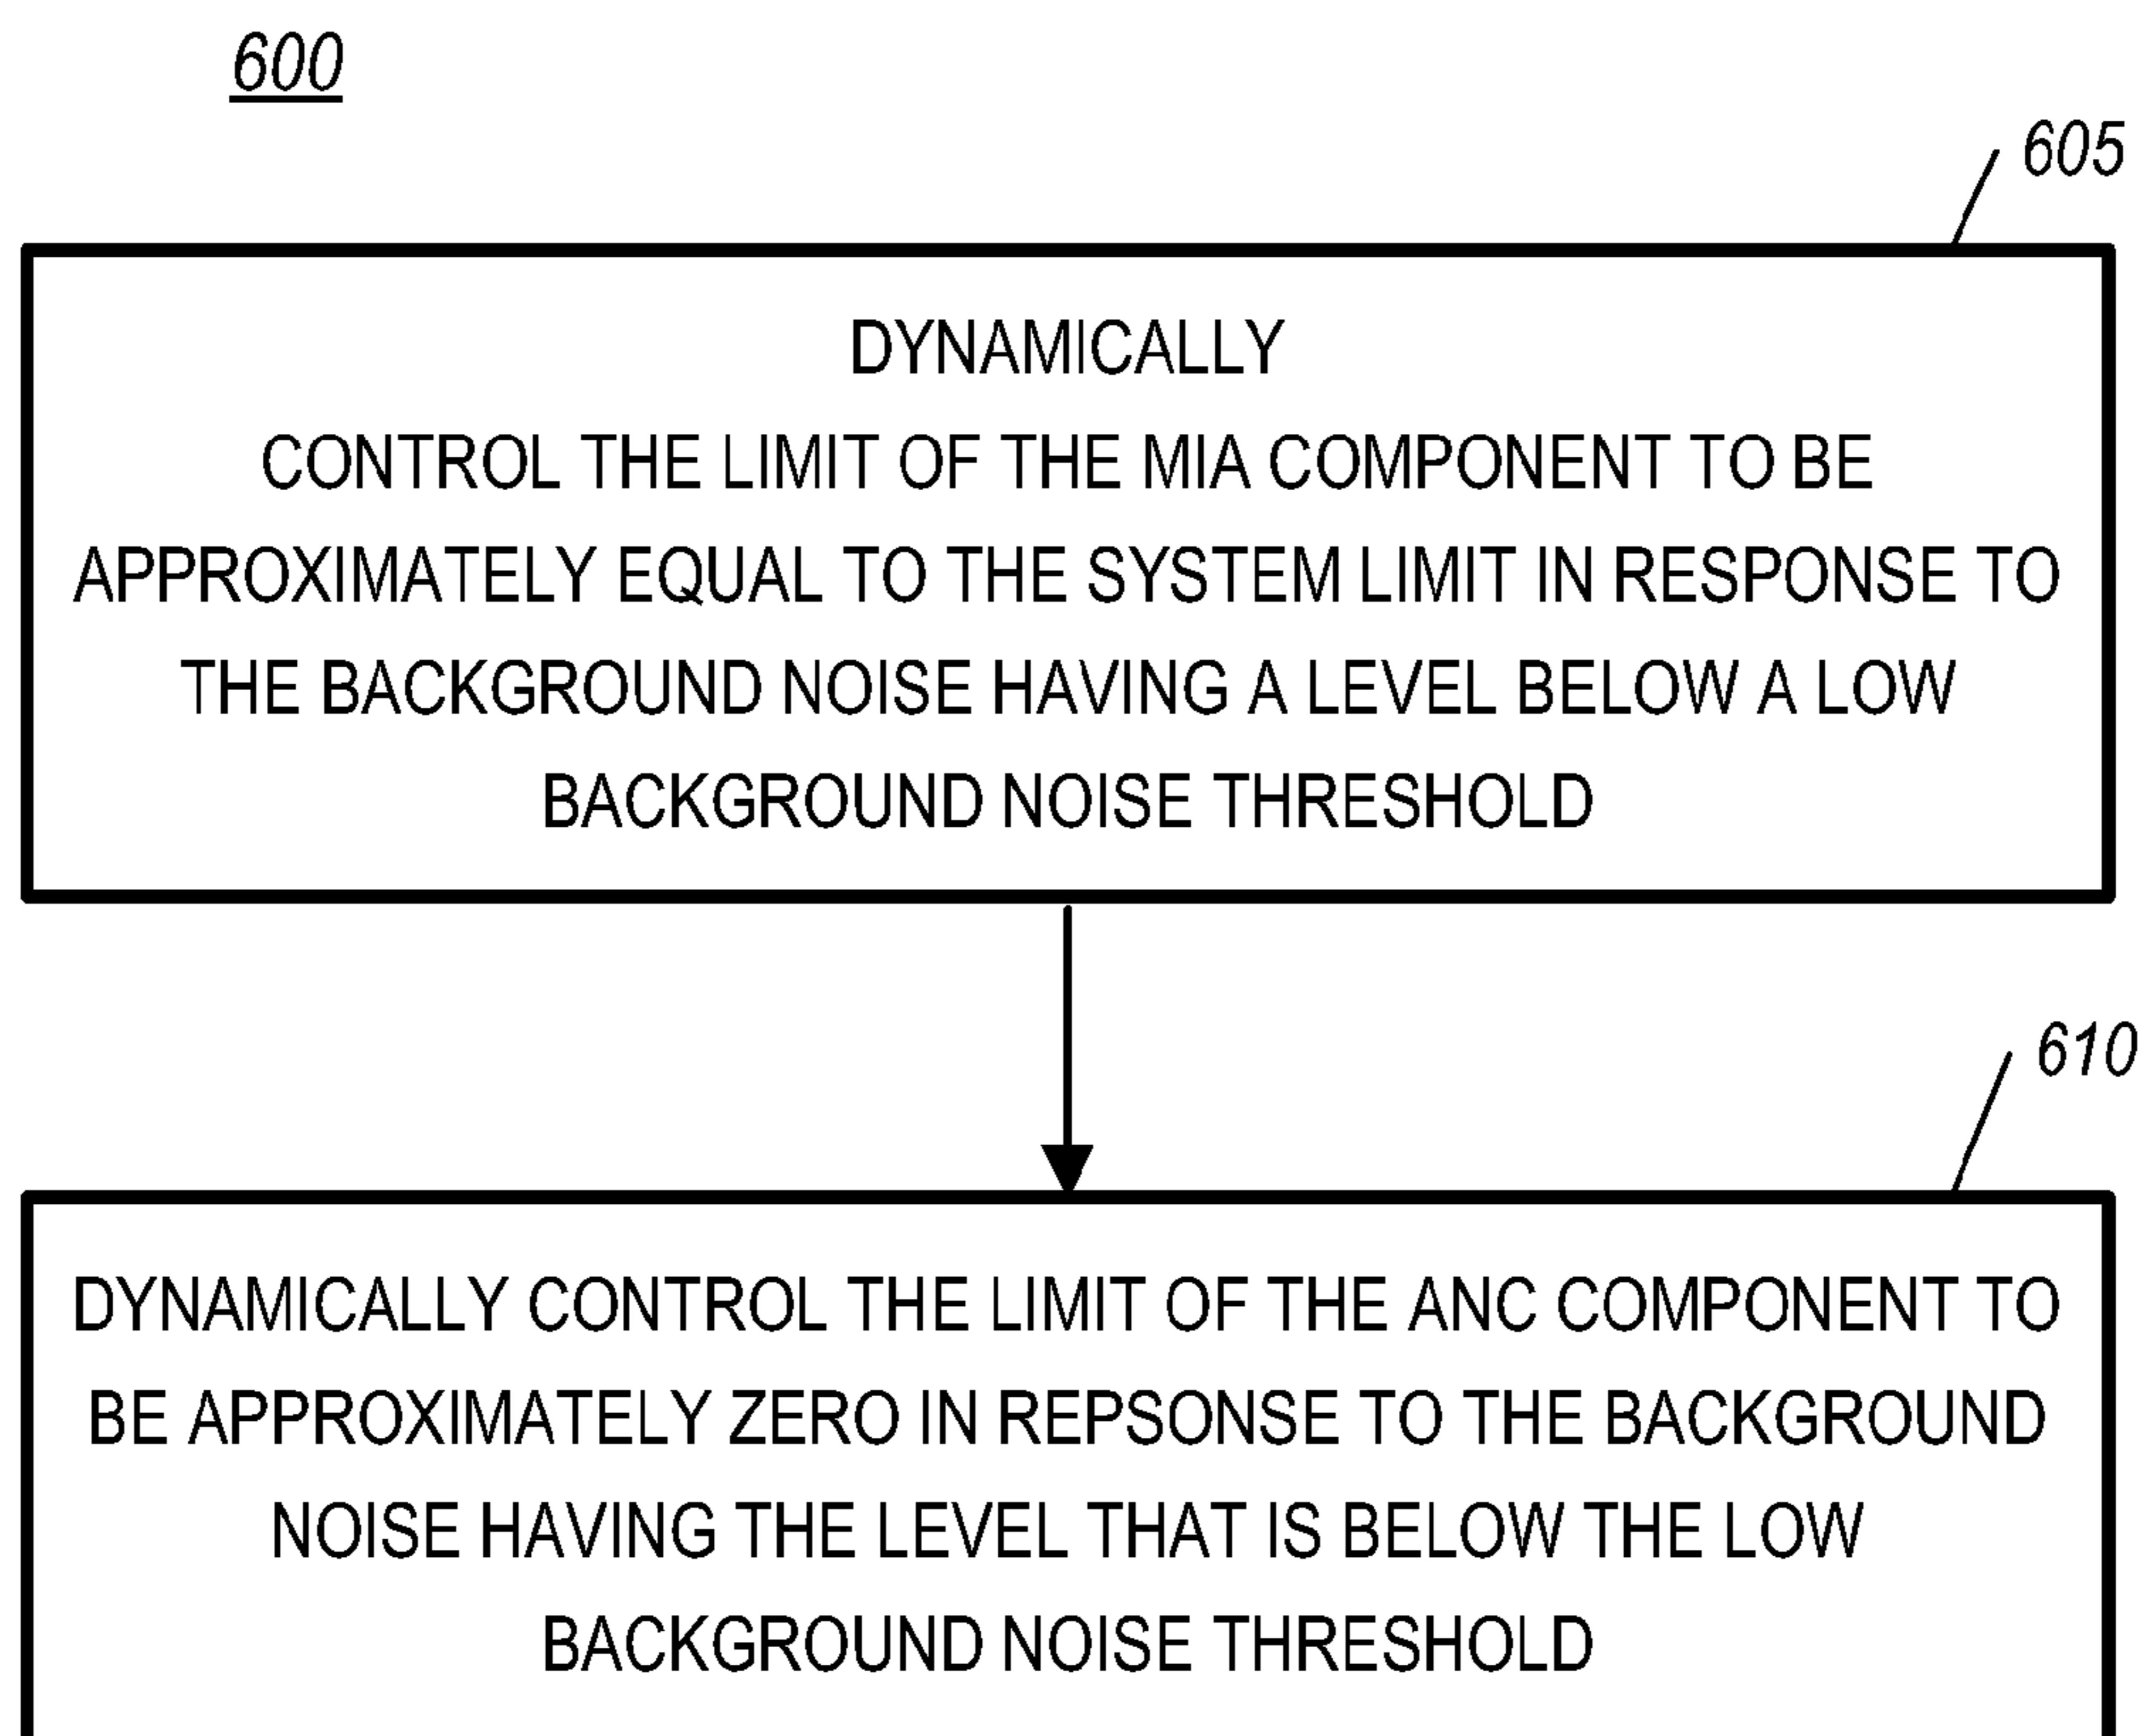 600
605
DYNAMICALLY
CONTROL THE LIMIT OF THE MIA COMPONENT TO BE
APPROXIMATELY EQUAL TO THE SYSTEM LIMIT IN RESPONSE TO
THE BACKGROUND NOISE HAVING A LEVEL BELOW A LOW
BACKGROUND NOISE THRESHOLD
610
DYNAMICALLY CONTROL THE LIMIT OF THE ANC COMPONENT TO
BE APPROXIMATELY ZERO IN REPSONSE TO THE BACKGROUND
NOISE HAVING THE LEVEL THAT IS BELOW THE LOW
BACKGROUND NOISE THRESHOLD